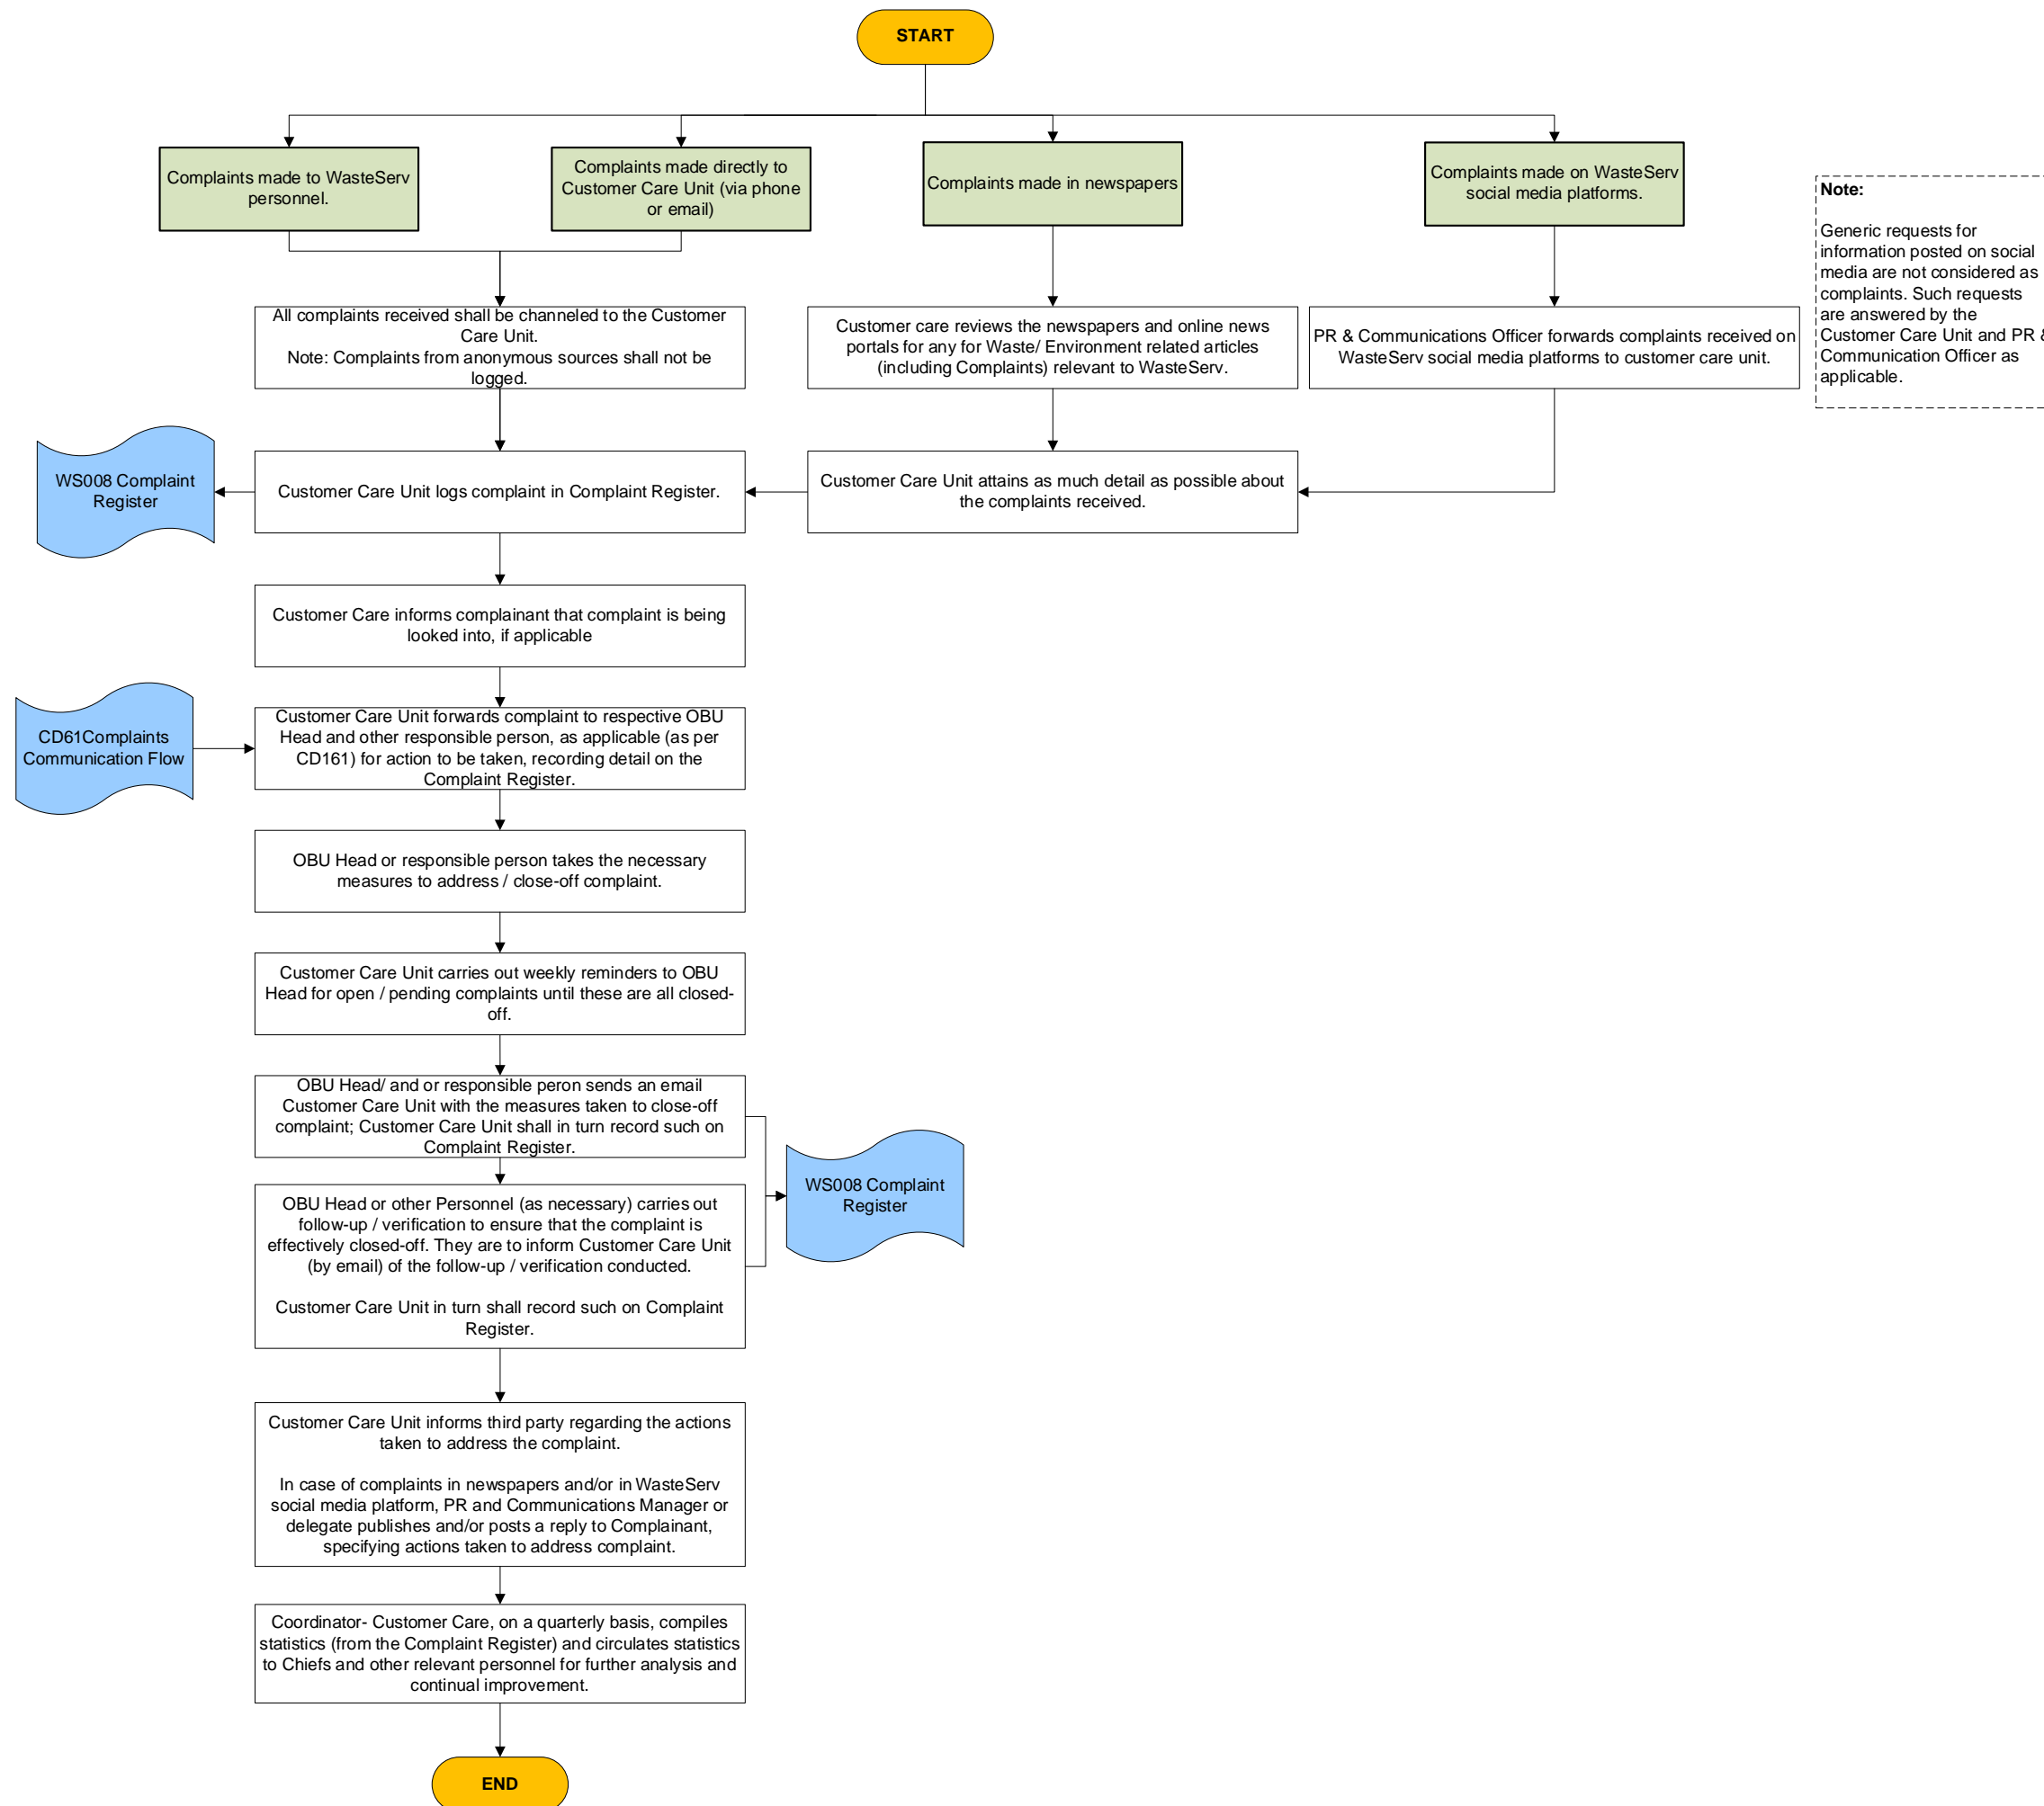 START
Complaints made to WasteServ
personnel.
Complaints made directly to
Customer Care Unit (via phone
or email)
Complaints made in newspapers
Complaints made on WasteServ
social media platforms.
Note:
Generic requests for
information posted on social
media are not considered as
complaints. Such requests
are answered by the
Customer Care Unit and PR &
Communication Officer as
applicable.
All complaints received shall be channeled to the Customer
Care Unit.
Note: Complaints from anonymous sources shall not be
logged.
Customer care reviews the newspapers and online news
portals for any for Waste/ Environment related articles
(including Complaints) relevant to WasteServ.
PR & Communications Officer forwards complaints received on
WasteServ social media platforms to customer care unit.
WS008 Complaint
Register
Customer Care Unit logs complaint in Complaint Register.
Customer Care Unit attains as much detail as possible about
the complaints received.
Customer Care informs complainant that complaint is being
looked into, if applicable
CD61Complaints
Communication Flow
Customer Care Unit forwards complaint to respective OBU
Head and other responsible person, as applicable (as per
CD161) for action to be taken, recording detail on the
Complaint Register.
OBU Head or responsible person takes the necessary
measures to address / close-off complaint.
Customer Care Unit carries out weekly reminders to OBU
Head for open / pending complaints until these are all closed-
off.
OBU Head/ and or responsible peron sends an email
Customer Care Unit with the measures taken to close-off
complaint; Customer Care Unit shall in turn record such on
Complaint Register.
WS008 Complaint
Register
OBU Head or other Personnel (as necessary) carries out
follow-up / verification to ensure that the complaint is
effectively closed-off. They are to inform Customer Care Unit
(by email) of the follow-up / verification conducted.
Customer Care Unit in turn shall record such on Complaint
Register.
Customer Care Unit informs third party regarding the actions
taken to address the complaint.
In case of complaints in newspapers and/or in WasteServ
social media platform, PR and Communications Manager or
delegate publishes and/or posts a reply to Complainant,
specifying actions taken to address complaint.
Coordinator- Customer Care, on a quarterly basis, compiles
statistics (from the Complaint Register) and circulates statistics
to Chiefs and other relevant personnel for further analysis and
continual improvement.
END